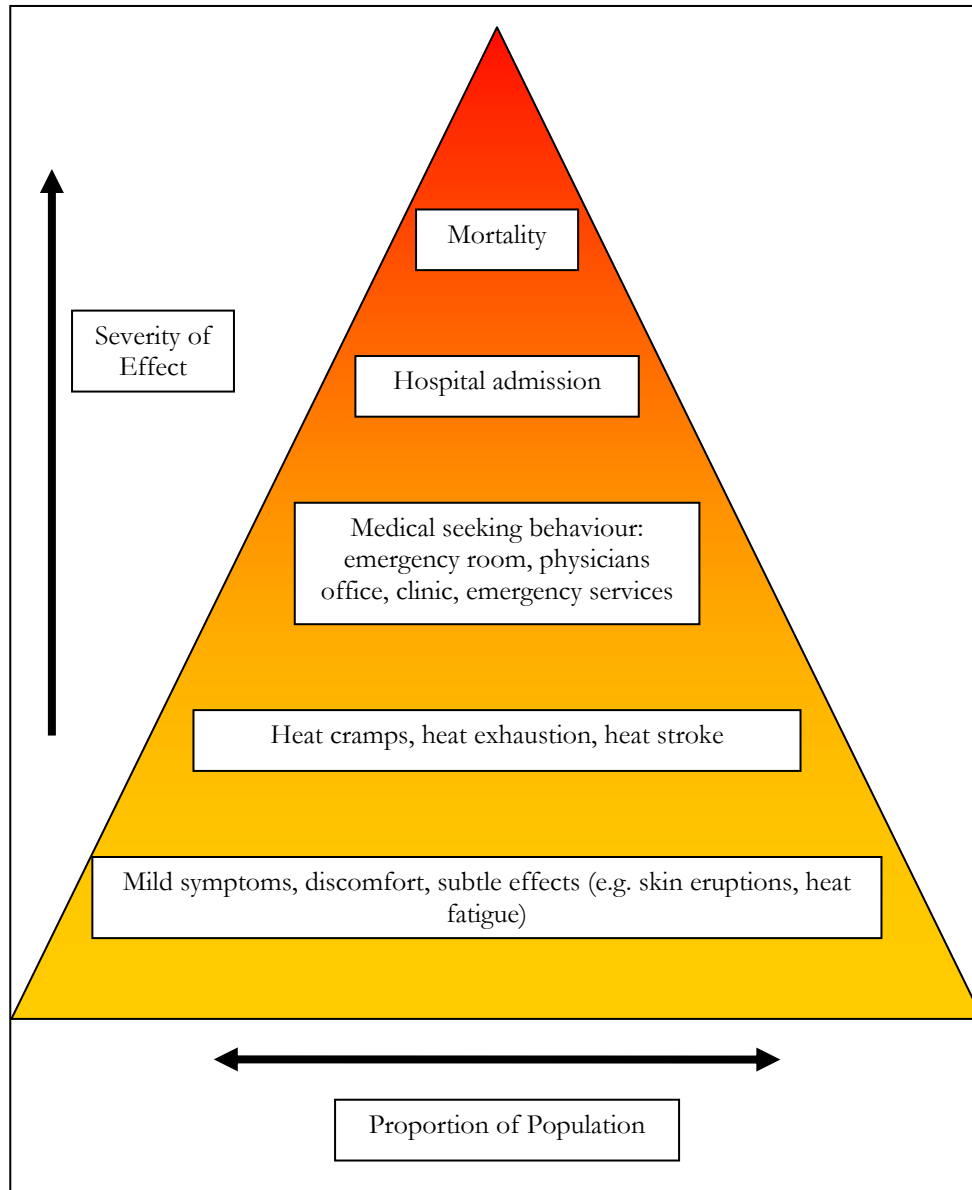 Mortality
Severity of
Effect
Hospital admission
Medical seeking behaviour:
emergency room, physicians
office, clinic, emergency services
Heat cramps, heat exhaustion, heat stroke
Mild symptoms, discomfort, subtle effects (e.g. skin eruptions, heat
fatigue)
Proportion of Population